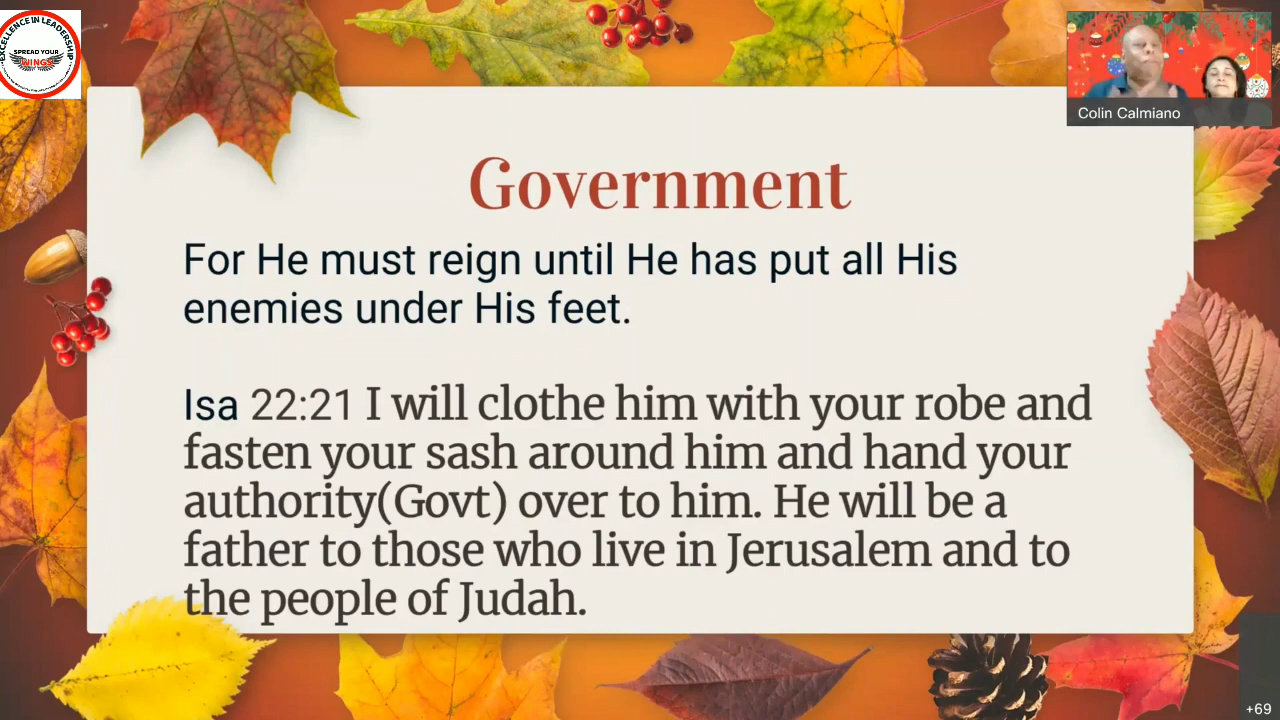 EXCELLENCE IN LEADERSHIP
SPREAD YOUR
WINGS
Colin Calmiano
Government
For He must reign until He has put all His
enemies under His feet.
Isa 22:21 I will clothe him with your robe and
fasten your sash around him and hand your
authority(Govt) over to him. He will be a
father to those who live in Jerusalem and to
the people of Judah.
+69